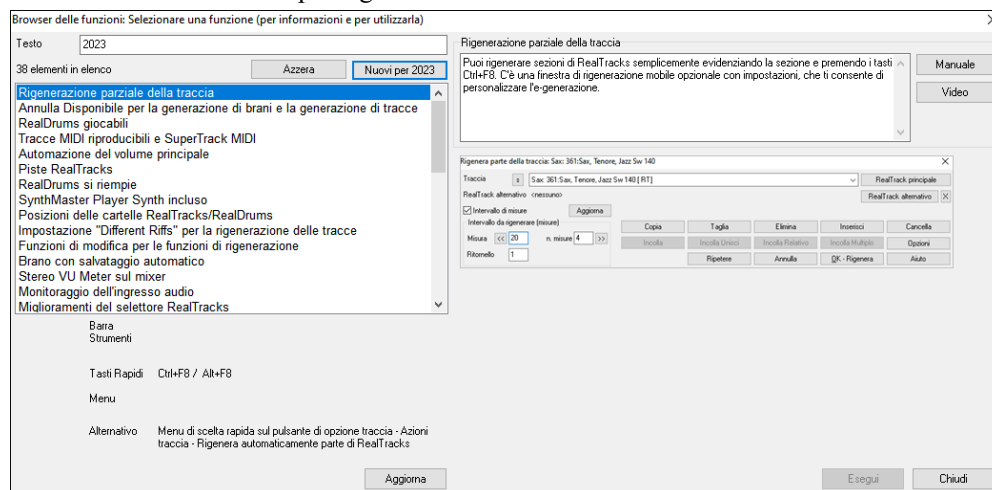 Browser delle funzioni: Selezionare una funzione (per informazioni e per utilizzarla)
Testo 2023
38 elementi in elenco Azzera Nuovi per 2023
Rigenerazione parziale della traccia
Annulla Disponibile per la generazione di brani e la generazione di tracce
RealDrums giocabili
Tracce MIDI riproducibili e SuperTrack MIDI
Automazione del volume principale
Piste RealTracks
RealDrums si riempie
SynthMaster Player Synth incluso
Posizioni delle cartelle RealTracks/RealDrums
Impostazione "Different Riffs" per la rigenerazione delle tracce
Funzioni di modifica per le funzioni di rigenerazione
Brano con salvataggio automatico
Stereo VU Meter sul mixer
Monitoraggio dell'ingresso audio
Miglioramenti del selettore RealTracks
Barra
Strumenti
Tasti Rapidi Ctrl+F8 / Alt+F8
Menu
Alternativo Menu di scelta rapida sul pulsante di opzione traccia - Azioni
traccia - Rigenera automaticamente parte di RealTracks
Aggiorna
Rigenerazione parziale della traccia
Puoi rigenerare sezioni di RealTracks semplicemente evidenziando la sezione e premendo i tasti
Ctrl+F8. C'è una finestra di rigenerazione mobile opzionale con impostazioni, che ti consente di
personalizzare l'e-generazione.
Manuale
Video
Rigenera parte della traccia: Sax: 361:Sax, Tenore, Jazz Sw 140
Traccia s Sax: 361:Sax, Tenore, Jazz Sw 140 [ RT] RealTrack principale
RealTrack alternativo <nessuno> RealTrack alternativo X
Intervallo di misure Aggiorna
Intervallo da rigenerare (misure) Copia Taglia Elimina Inserisci Cancella
Misura << 20 n. misure 4 >> Incolla Incolla Unisci Incolla Relativo Incolla Multiplo Opzioni
Ritornello 1 Ripetere Annulla OK - Rigenera Aiuto
Esegui Chiudi